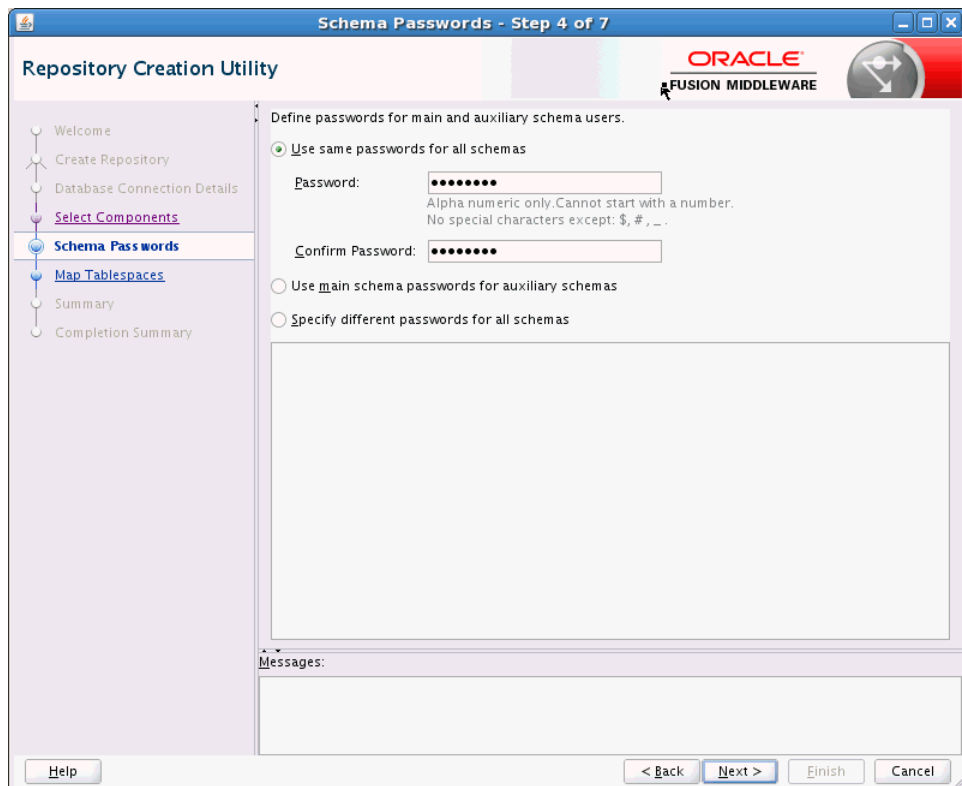 Schema Passwords - Step 4 of 7
Repository Creation Utility
ORACLE
FUSION MIDDLEWARE
Welcome
Create Repository
Database Connection Details
Select Components
Schema Passwords
Map Tablespaces
Summary
Completion Summary
Define passwords for main and auxiliary schema users.
Use same passwords for all schemas
Password: ●●●●●●●●
Alpha numeric only.Cannot start with a number.
No special characters except: $, #, _ .
Confirm Password: ●●●●●●●●
Use main schema passwords for auxiliary schemas
Specify different passwords for all schemas
Messages:
Help
< Back
Next >
Finish
Cancel